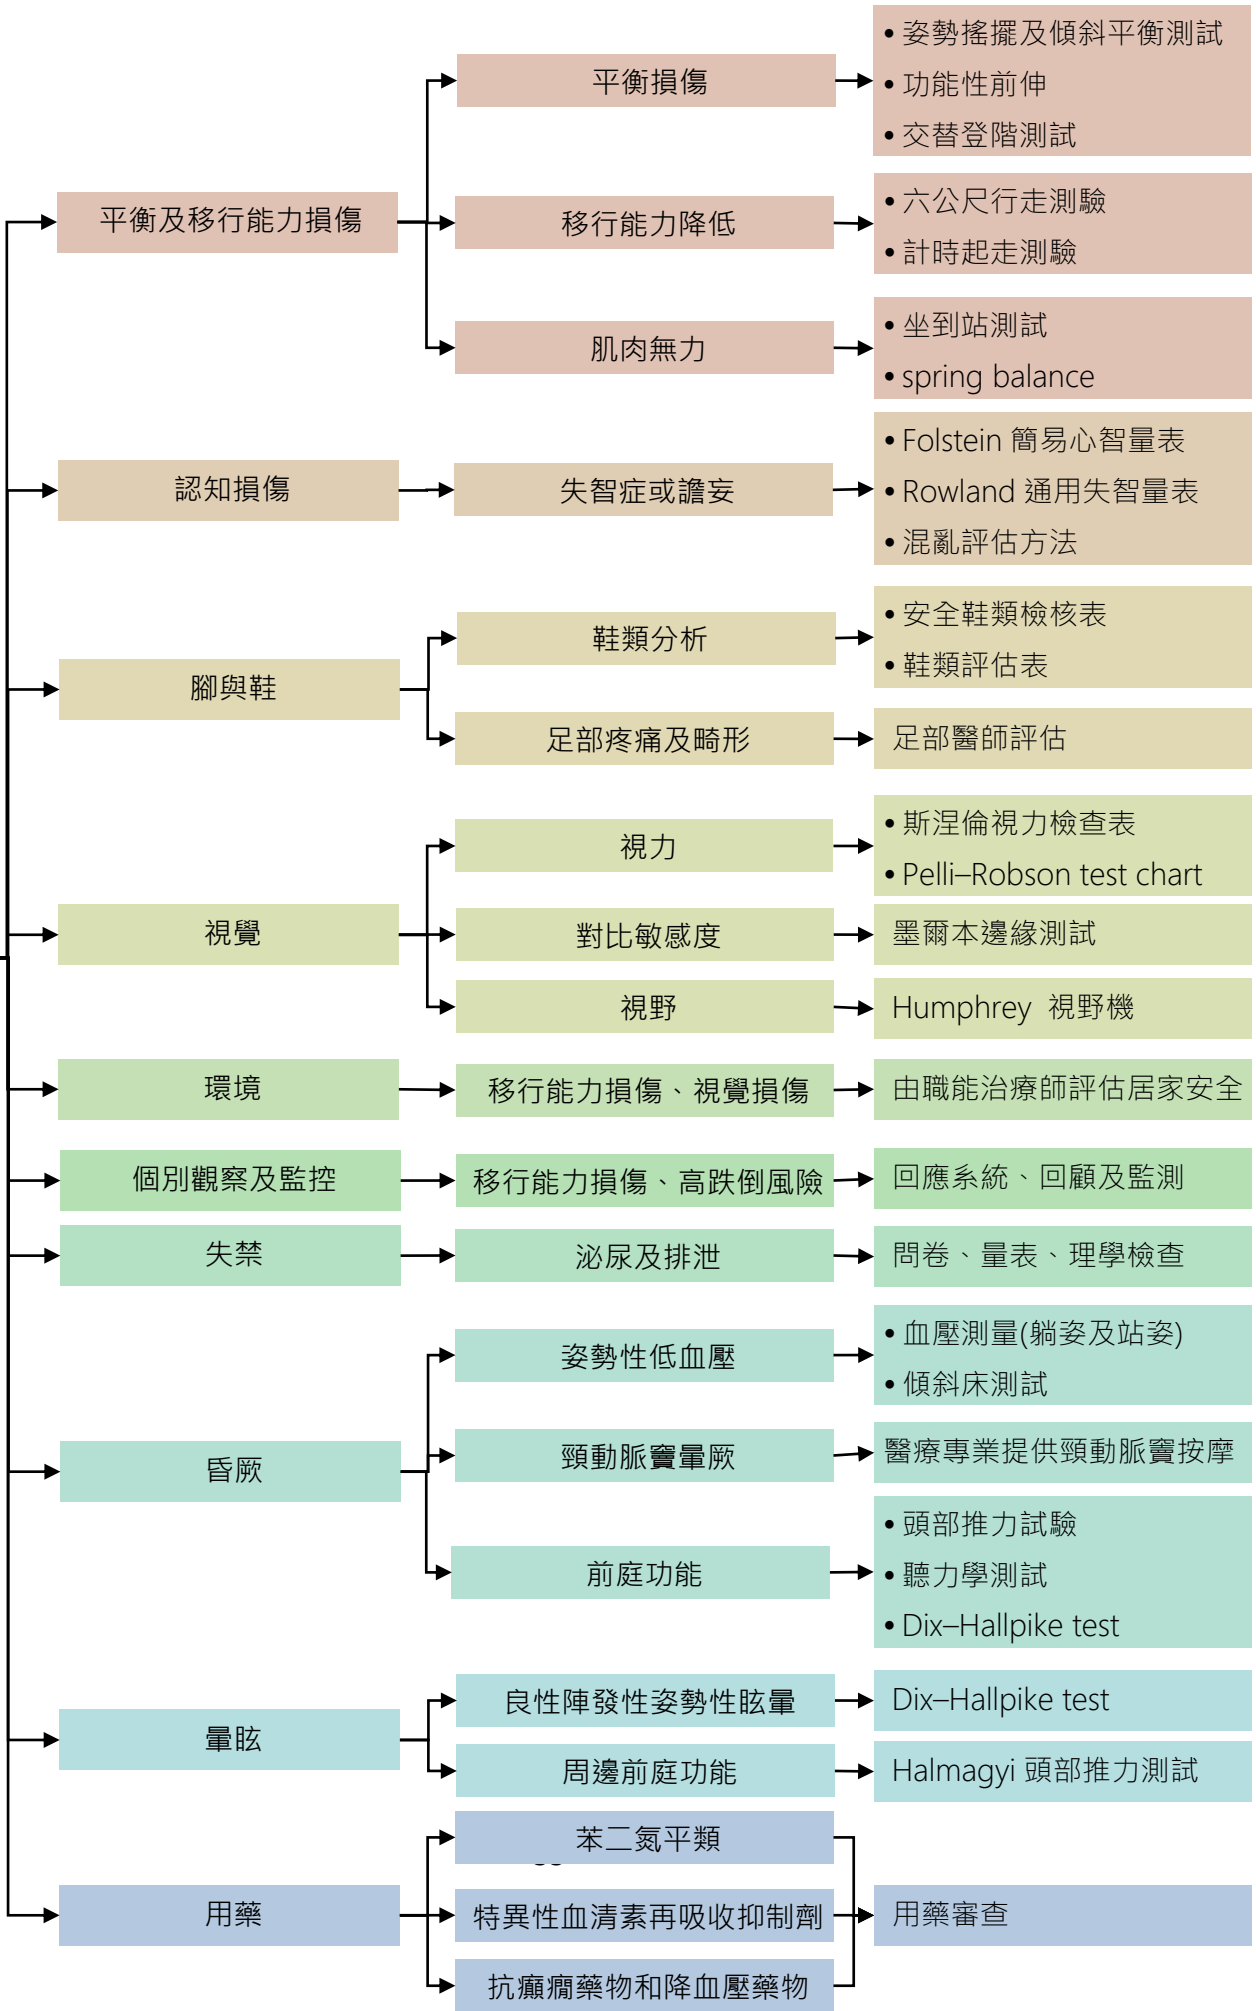 平衡及移行能力損傷
平衡損傷
• 姿勢搖擺及傾斜平衡測試
• 功能性前伸
• 交替登階測試
移行能力降低
• 六公尺行走測驗
• 計時起走測驗
肌肉無力
• 坐到站測試
• spring balance
認知損傷
失智症或譫妄
• Folstein 簡易心智量表
• Rowland 通用失智量表
• 混亂評估方法
腳與鞋
鞋類分析
• 安全鞋類檢核表
• 鞋類評估表
足部疼痛及畸形
足部醫師評估
視覺
視力
• 斯涅倫視力檢查表
• Pelli–Robson test chart
對比敏感度
墨爾本邊緣測試
視野
Humphrey 視野機
環境
移行能力損傷、視覺損傷
由職能治療師評估居家安全
個別觀察及監控
移行能力損傷、高跌倒風險
回應系統、回顧及監測
失禁
泌尿及排泄
問卷、量表、理學檢查
昏厥
姿勢性低血壓
• 血壓測量(躺姿及站姿)
• 傾斜床測試
頸動脈竇暈厥
醫療專業提供頸動脈竇按摩
前庭功能
• 頭部推力試驗
• 聽力學測試
• Dix–Hallpike test
暈眩
良性陣發性姿勢性眩暈
Dix–Hallpike test
周邊前庭功能
Halmagyi 頭部推力測試
用藥
苯二氮平類
特異性血清素再吸收抑制劑
抗癲癇藥物和降血壓藥物
用藥審查